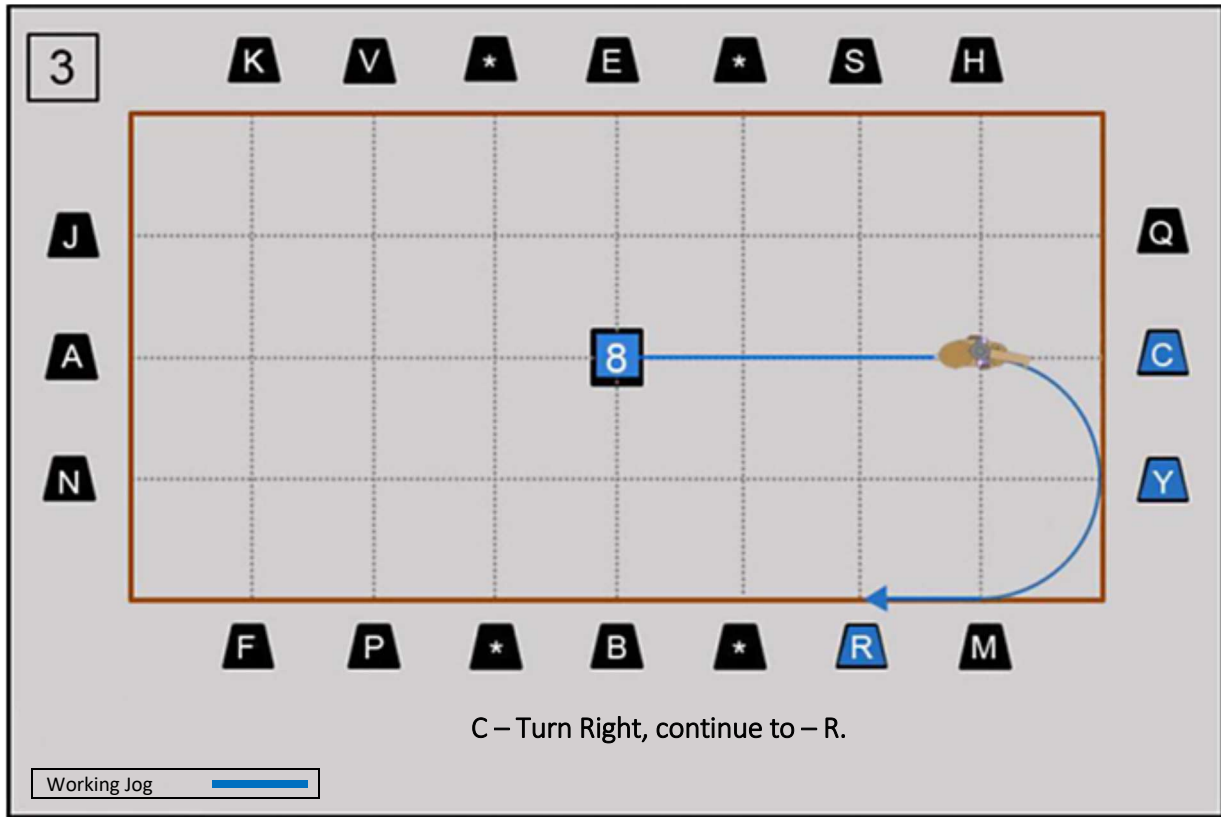 3
K V * E * S H
J Q
8
A C
N Y
F P * B * R M
C – Turn Right, continue to – R.
Working Jog